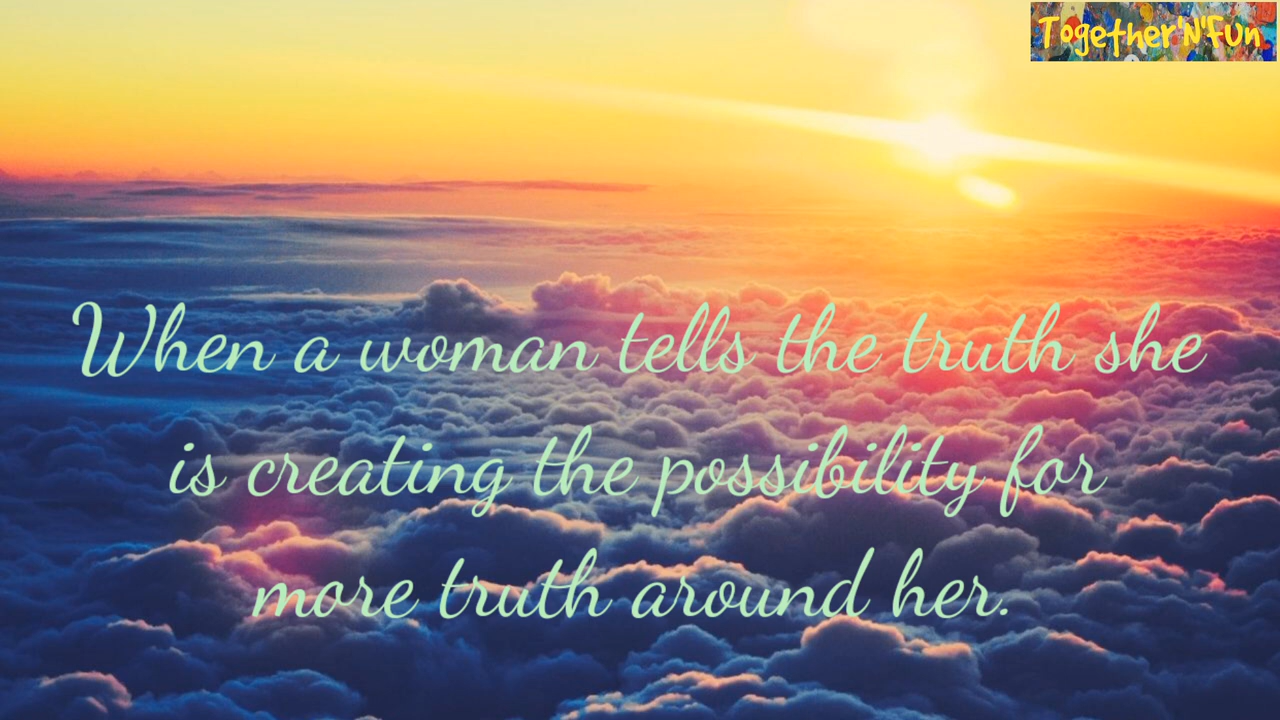 Together'N'Fun
When a woman tells the truth she
is creating the possibility for
more truth around her.